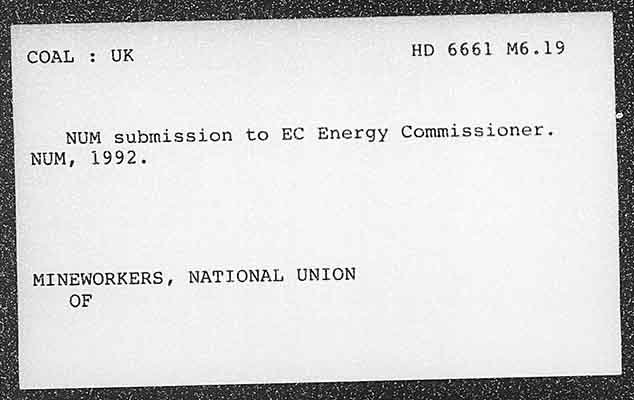 COAL : UK HD 6661 M6.19
NUM submission to EC Energy Commissioner.
NUM, 1992.
MINEWORKERS, NATIONAL UNION
OF